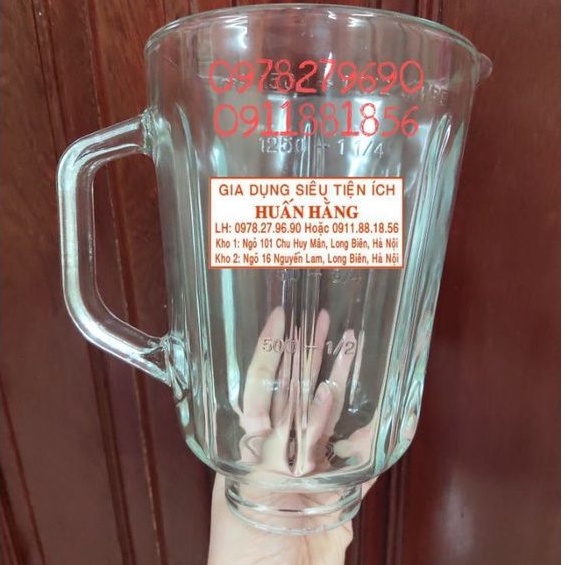 0978279690
0911881856
1250 - 1 1/4
GIA DỤNG SIÊU TIỆN ÍCH
HUẤN HẰNG
LH: 0978.27.96.90 Hoặc 0911.88.18.56
Kho 1: Ngõ 101 Chu Huy Mân, Long Biên, Hà Nội
Kho 2: Ngõ 16 Nguyễn Lam, Long Biên, Hà Nội
3/4
500 - 1/2